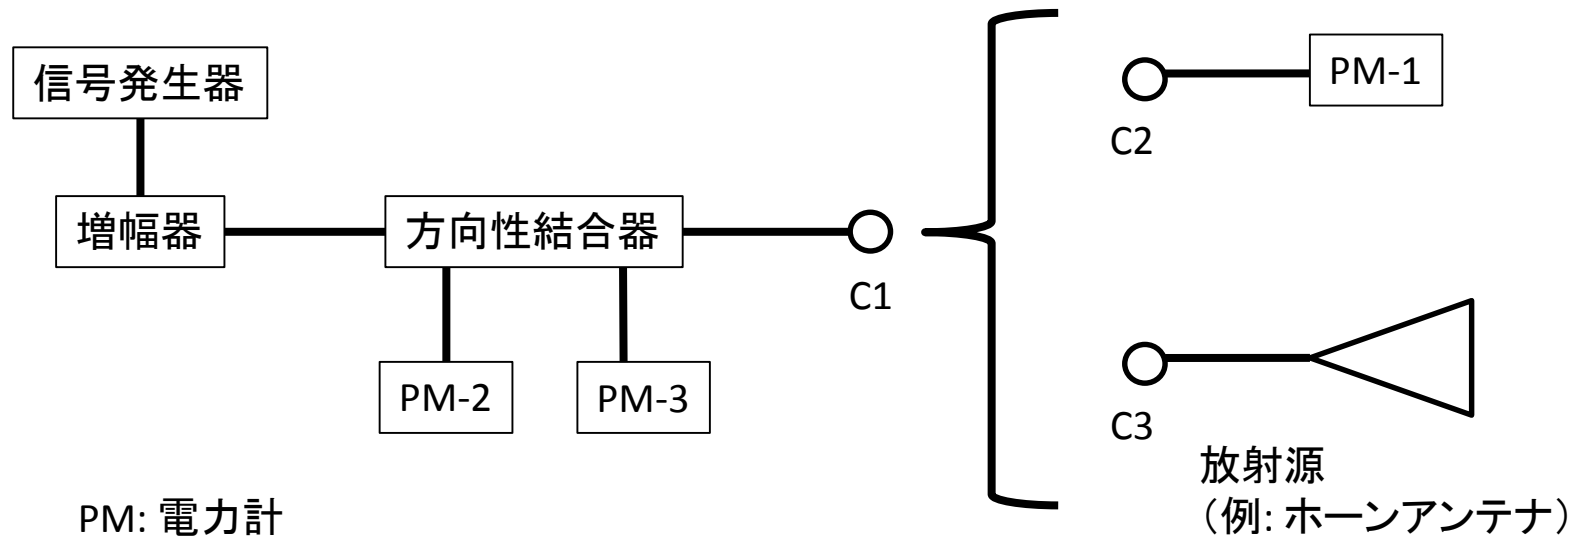 信号発生器
増幅器
方向性結合器
C1
PM-2
PM-3
PM: 電力計
PM-1
C2
C3
放射源
(例: ホーンアンテナ)